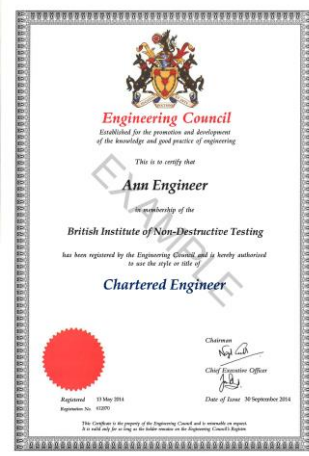 Engineering Council
Established for the promotion and development
of the knowledge and good practice of engineering
This is to certify that
Ann Engineer
in membership of the
British Institute of Non-Destructive Testing
has been registered by the Engineering Council and is hereby authorised
to use the style or title of
Chartered Engineer
EXAMPLE
Chairman
Chief Executive Officer
Registered 13 May 2014
Date of Issue 30 September 2014
Registration No
This Certificate is the property of the Engineering Council and is returnable on request.
It is valid only for as long as the holder remains on the Engineering Council's Register.